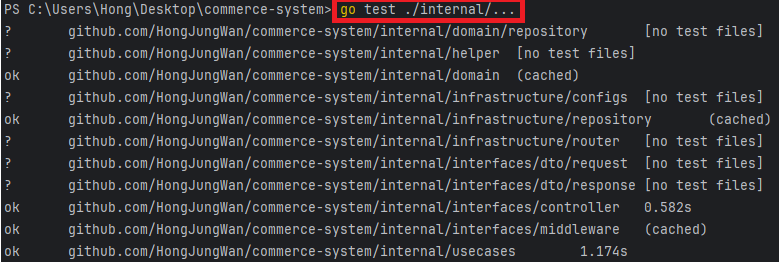 PS C:\Users\Hong\Desktop\commerce-system> go test ./internal/...
?       github.com/HongJungWan/commerce-system/internal/domain/repository       [no test files]
?       github.com/HongJungWan/commerce-system/internal/helper  [no test files]
ok      github.com/HongJungWan/commerce-system/internal/domain  (cached)
?       github.com/HongJungWan/commerce-system/internal/infrastructure/configs  [no test files]
ok      github.com/HongJungWan/commerce-system/internal/infrastructure/repository       (cached)
?       github.com/HongJungWan/commerce-system/internal/infrastructure/router   [no test files]
?       github.com/HongJungWan/commerce-system/internal/interfaces/dto/request  [no test files]
?       github.com/HongJungWan/commerce-system/internal/interfaces/dto/response [no test files]
ok      github.com/HongJungWan/commerce-system/internal/interfaces/controller   0.582s
ok      github.com/HongJungWan/commerce-system/internal/interfaces/middleware   (cached)
ok      github.com/HongJungWan/commerce-system/internal/usecases        1.174s